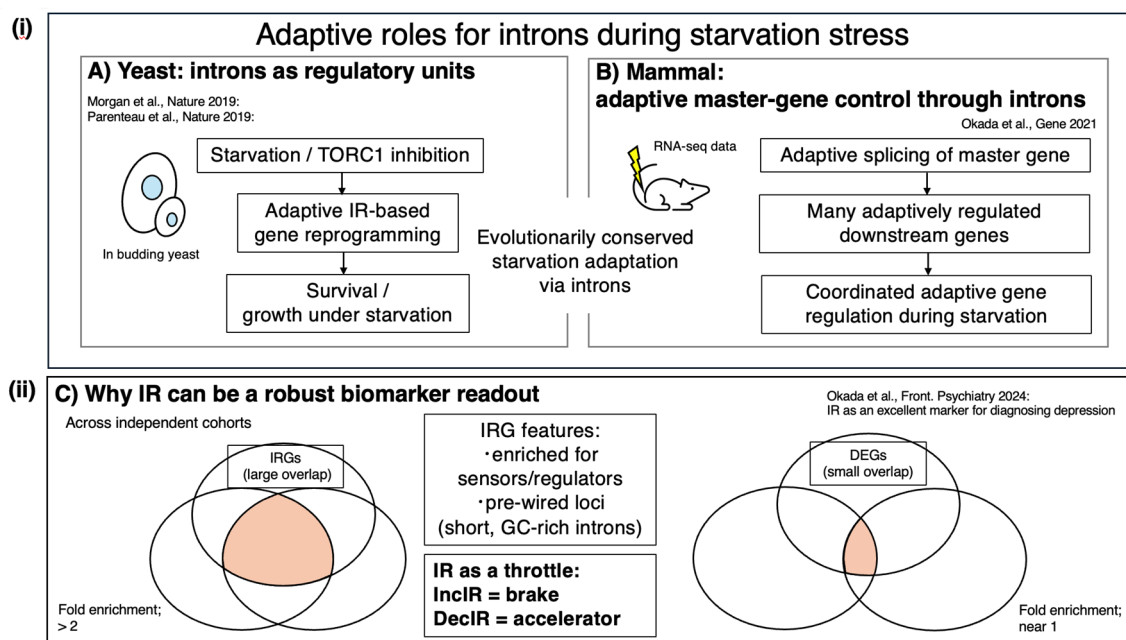 (i)
Adaptive roles for introns during starvation stress
A) Yeast: introns as regulatory units
Morgan et al., Nature 2019:
Parenteau et al., Nature 2019:
Starvation / TORC1 inhibition
Adaptive IR-based
gene reprogramming
In budding yeast
Survival /
growth under starvation
Evolutionarily conserved
starvation adaptation
via introns
B) Mammal:
adaptive master-gene control through introns
Okada et al., Gene 2021
RNA-seq data
Adaptive splicing of master gene
Many adaptively regulated
downstream genes
Coordinated adaptive gene
regulation during starvation
(ii)
C) Why IR can be a robust biomarker readout
Across independent cohorts
IRGs
(large overlap)
Fold enrichment;
> 2
IRG features:
・enriched for
sensors/regulators
・pre-wired loci
(short, GC-rich introns)
IR as a throttle:
IncIR = brake
DecIR = accelerator
Okada et al., Front. Psychiatry 2024:
IR as an excellent marker for diagnosing depression
DEGs
(small overlap)
Fold enrichment;
near 1